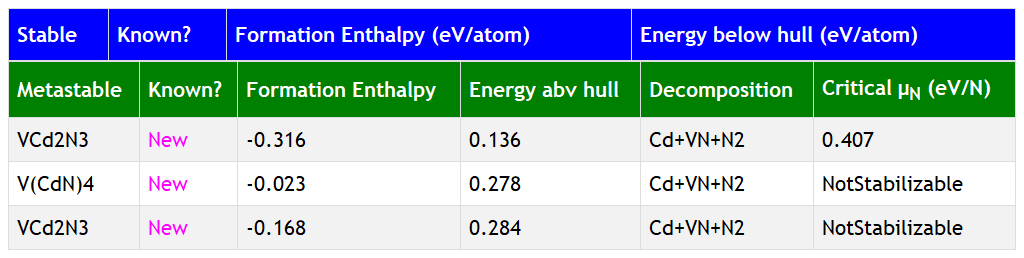 Stable Known? Formation Enthalpy (eV/atom) Energy below hull (eV/atom)
Metastable Known? Formation Enthalpy Energy abv hull Decomposition Critical μN (eV/N)
VCd2N3 New -0.316 0.136 Cd+VN+N2 0.407
V(CdN)4 New -0.023 0.278 Cd+VN+N2 NotStabilizable
VCd2N3 New -0.168 0.284 Cd+VN+N2 NotStabilizable